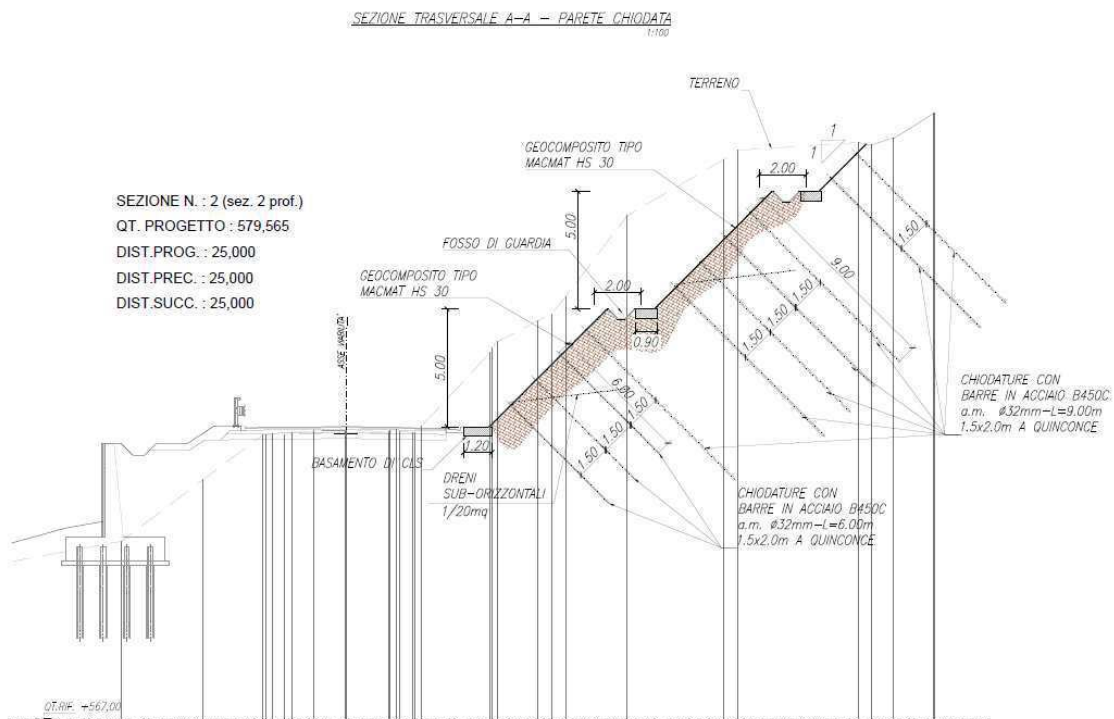 SEZIONE TRASVERSALE A-A - PARETE CHIODATA
1:100
TERRENO
1
1
GEOCOMPOSITO TIPO
MACMAT HS 30
2.00
SEZIONE N. : 2 (sez. 2 prof.)
QT. PROGETTO : 579,565
DIST.PROG. : 25,000
DIST.PREC. : 25,000
DIST.SUCC. : 25,000
5.00
1.50
FOSSO DI GUARDIA
9.00
GEOCOMPOSITO TIPO
MACMAT HS 30
2.00
1.50
1.50
1.50
0.90
5.00
6.00
CHIODATURE CON
BARRE IN ACCIAIO B450C
a.m. ø32mm-L=9.00m
1.5x2.0m A QUINCONCE
1.50
1.50
1.20
BASAMENTO DI CLS
DRENI
SUB-ORIZZONTALI
1/20mq
CHIODATURE CON
BARRE IN ACCIAIO B450C
a.m. ø32mm-L=6.00m
1.5x2.0m A QUINCONCE
QT.RIF. +567,00